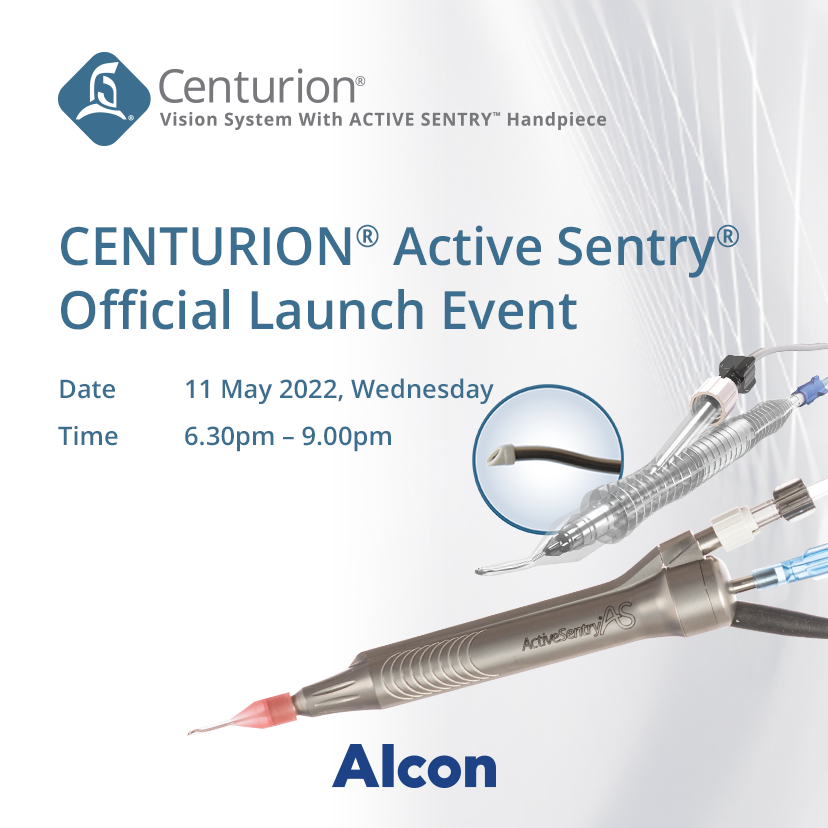 Centurion®
Vision System With ACTIVE SENTRY™ Handpiece
CENTURION® Active Sentry®
Official Launch Event
Date 11 May 2022, Wednesday
Time 6.30pm – 9.00pm
ActiveSentry AS
Alcon